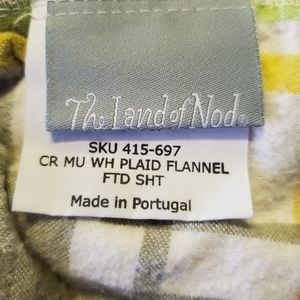 The Land of Nod
SKU 415-697
CR MU WH PLAID FLANNEL
FTD SHT
Made in Portugal